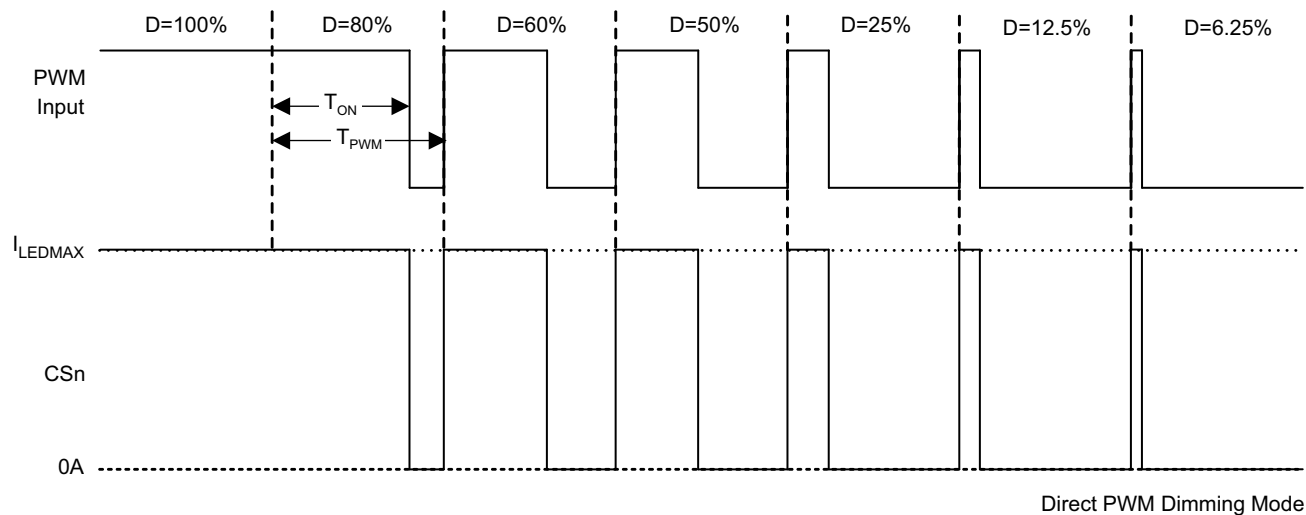 D=100% D=80% D=60% D=50% D=25% D=12.5% D=6.25%
PWM
Input
TON
TPWM
ILEDMAX
CSn
0A
Direct PWM Dimming Mode